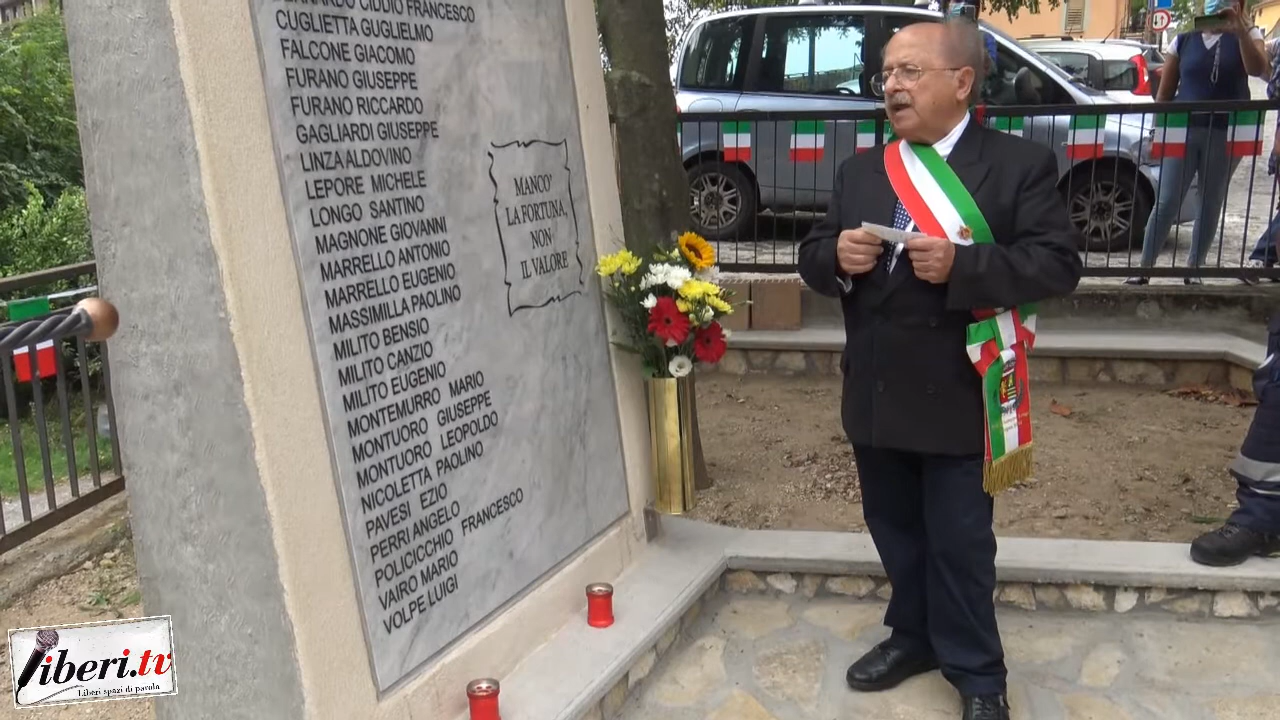 BERNARDO CIDDIO FRANCESCO
CUGLIETTA GUGLIELMO
FALCONE GIACOMO
FURANO GIUSEPPE
FURANO RICCARDO
GAGLIARDI GIUSEPPE
LINZA ALDOVINO
LEPORE MICHELE
LONGO SANTINO
MAGNONE GIOVANNI
MARRELLO ANTONIO
MARRELLO EUGENIO
MASSIMILLA PAOLINO
MILITO BENSIO
MILITO CANZIO
MILITO EUGENIO
MONTEMURRO MARIO
MONTUORO GIUSEPPE
MONTUORO LEOPOLDO
NICOLETTA PAOLINO
PAVESI EZIO
PERRI ANGELO
POLICICCHIO FRANCESCO
VAIRO MARIO
VOLPE LUIGI
MANCO'
LA FORTUNA,
NON
IL VALORE
Liberi.tv
Liberi spazi di parola